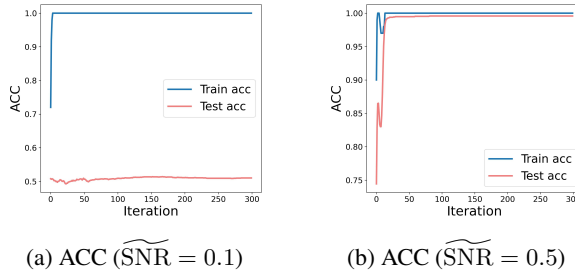 1.0
0.9
0.8
0.7
0.6
0.5
ACC
Train acc
Test acc
0 50 100 150 200 250 300
Iteration
(a) ACC (S͠N͠R͠ = 0.1)
1.00
0.95
0.90
0.85
0.80
0.75
ACC
Train acc
Test acc
0 50 100 150 200 250 300
Iteration
(b) ACC (S͠N͠R͠ = 0.5)